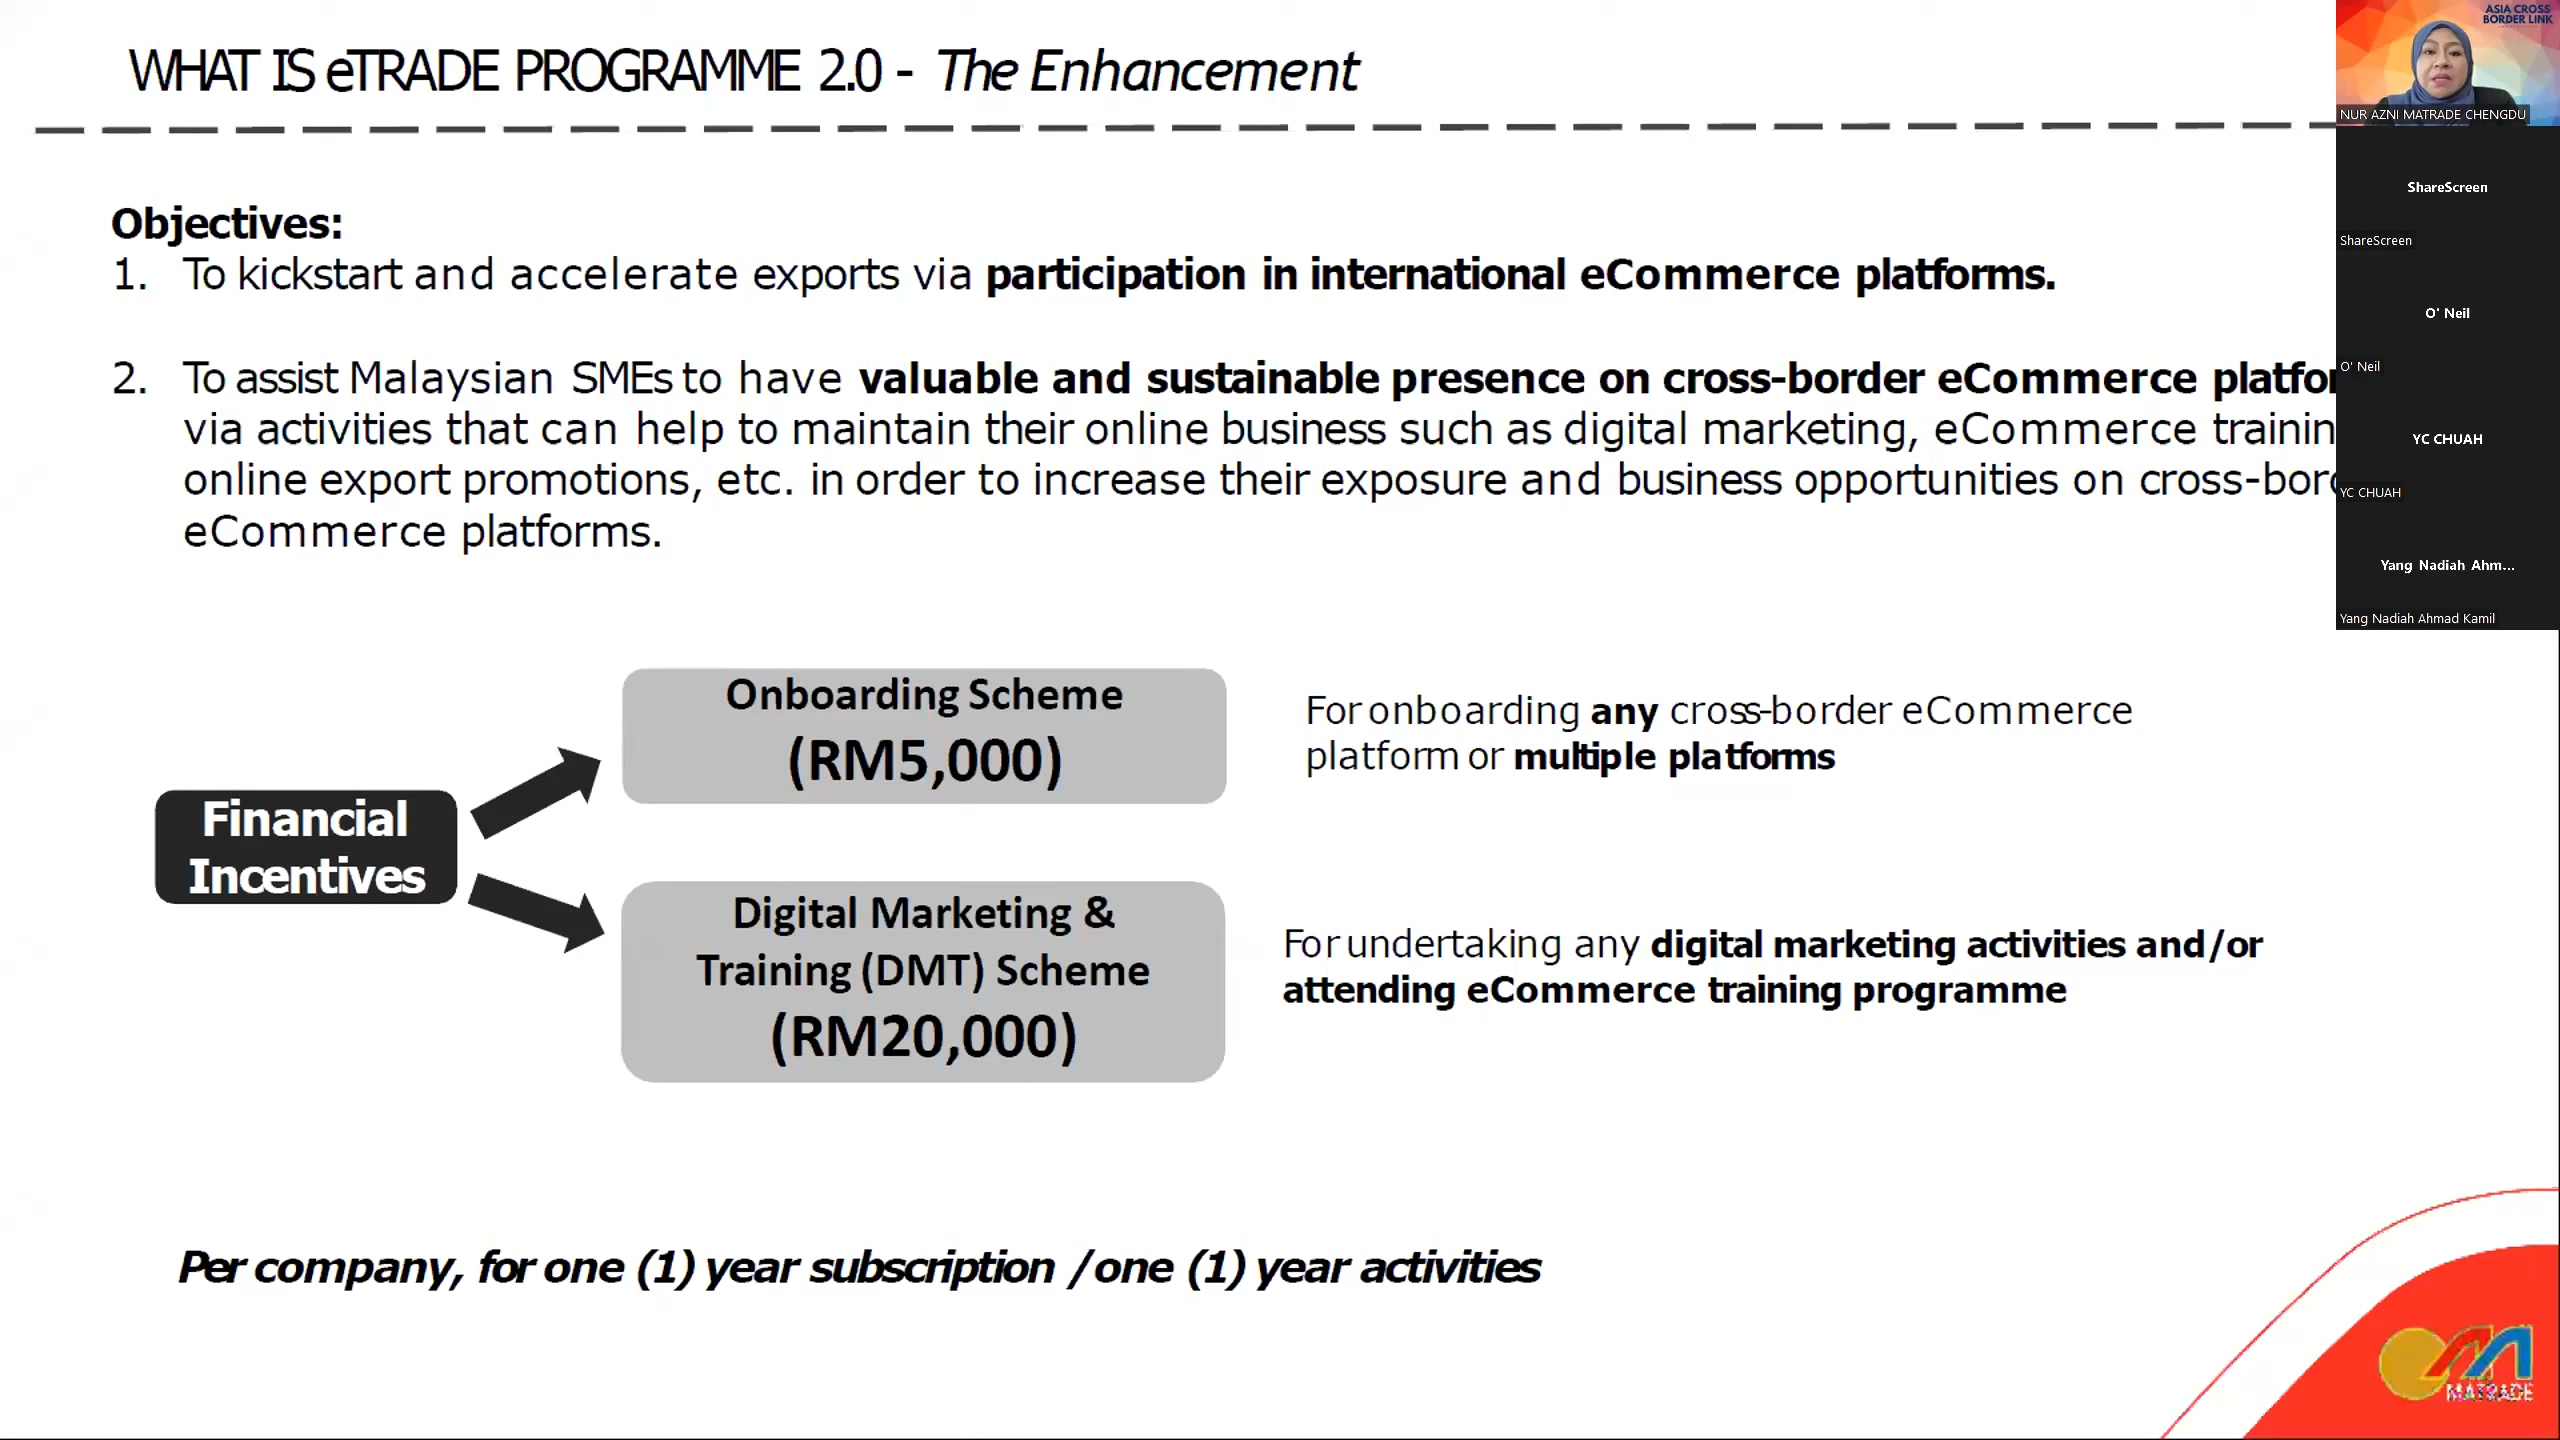 WHAT IS eTRADE PROGRAMME 2.0 - The Enhancement
Objectives:
1. To kickstart and accelerate exports via participation in international eCommerce platforms.
2. To assist Malaysian SMEs to have valuable and sustainable presence on cross-border eCommerce
via activities that can help to maintain their online business such as digital marketing, eCommerce
online export promotions, etc. in order to increase their exposure and business opportunities on
eCommerce platforms.
Financial
Incentives
Onboarding Scheme
(RM5,000)
For onboarding any cross-border eCommerce
platform or multiple platforms
Digital Marketing &
Training (DMT) Scheme
(RM20,000)
For undertaking any digital marketing activities and/or
attending eCommerce training programme
Per company, for one (1) year subscription / one (1) year activities
MATRADE
ASIA CROSS
BORDER LINK
NUR AZNI MATRADE CHENGDU
ShareScreen
ShareScreen
O' Neil
O' Neil
YC CHUAH
YC CHUAH
Yang Nadiah Ahm...
Yang Nadiah Ahmad Kamil